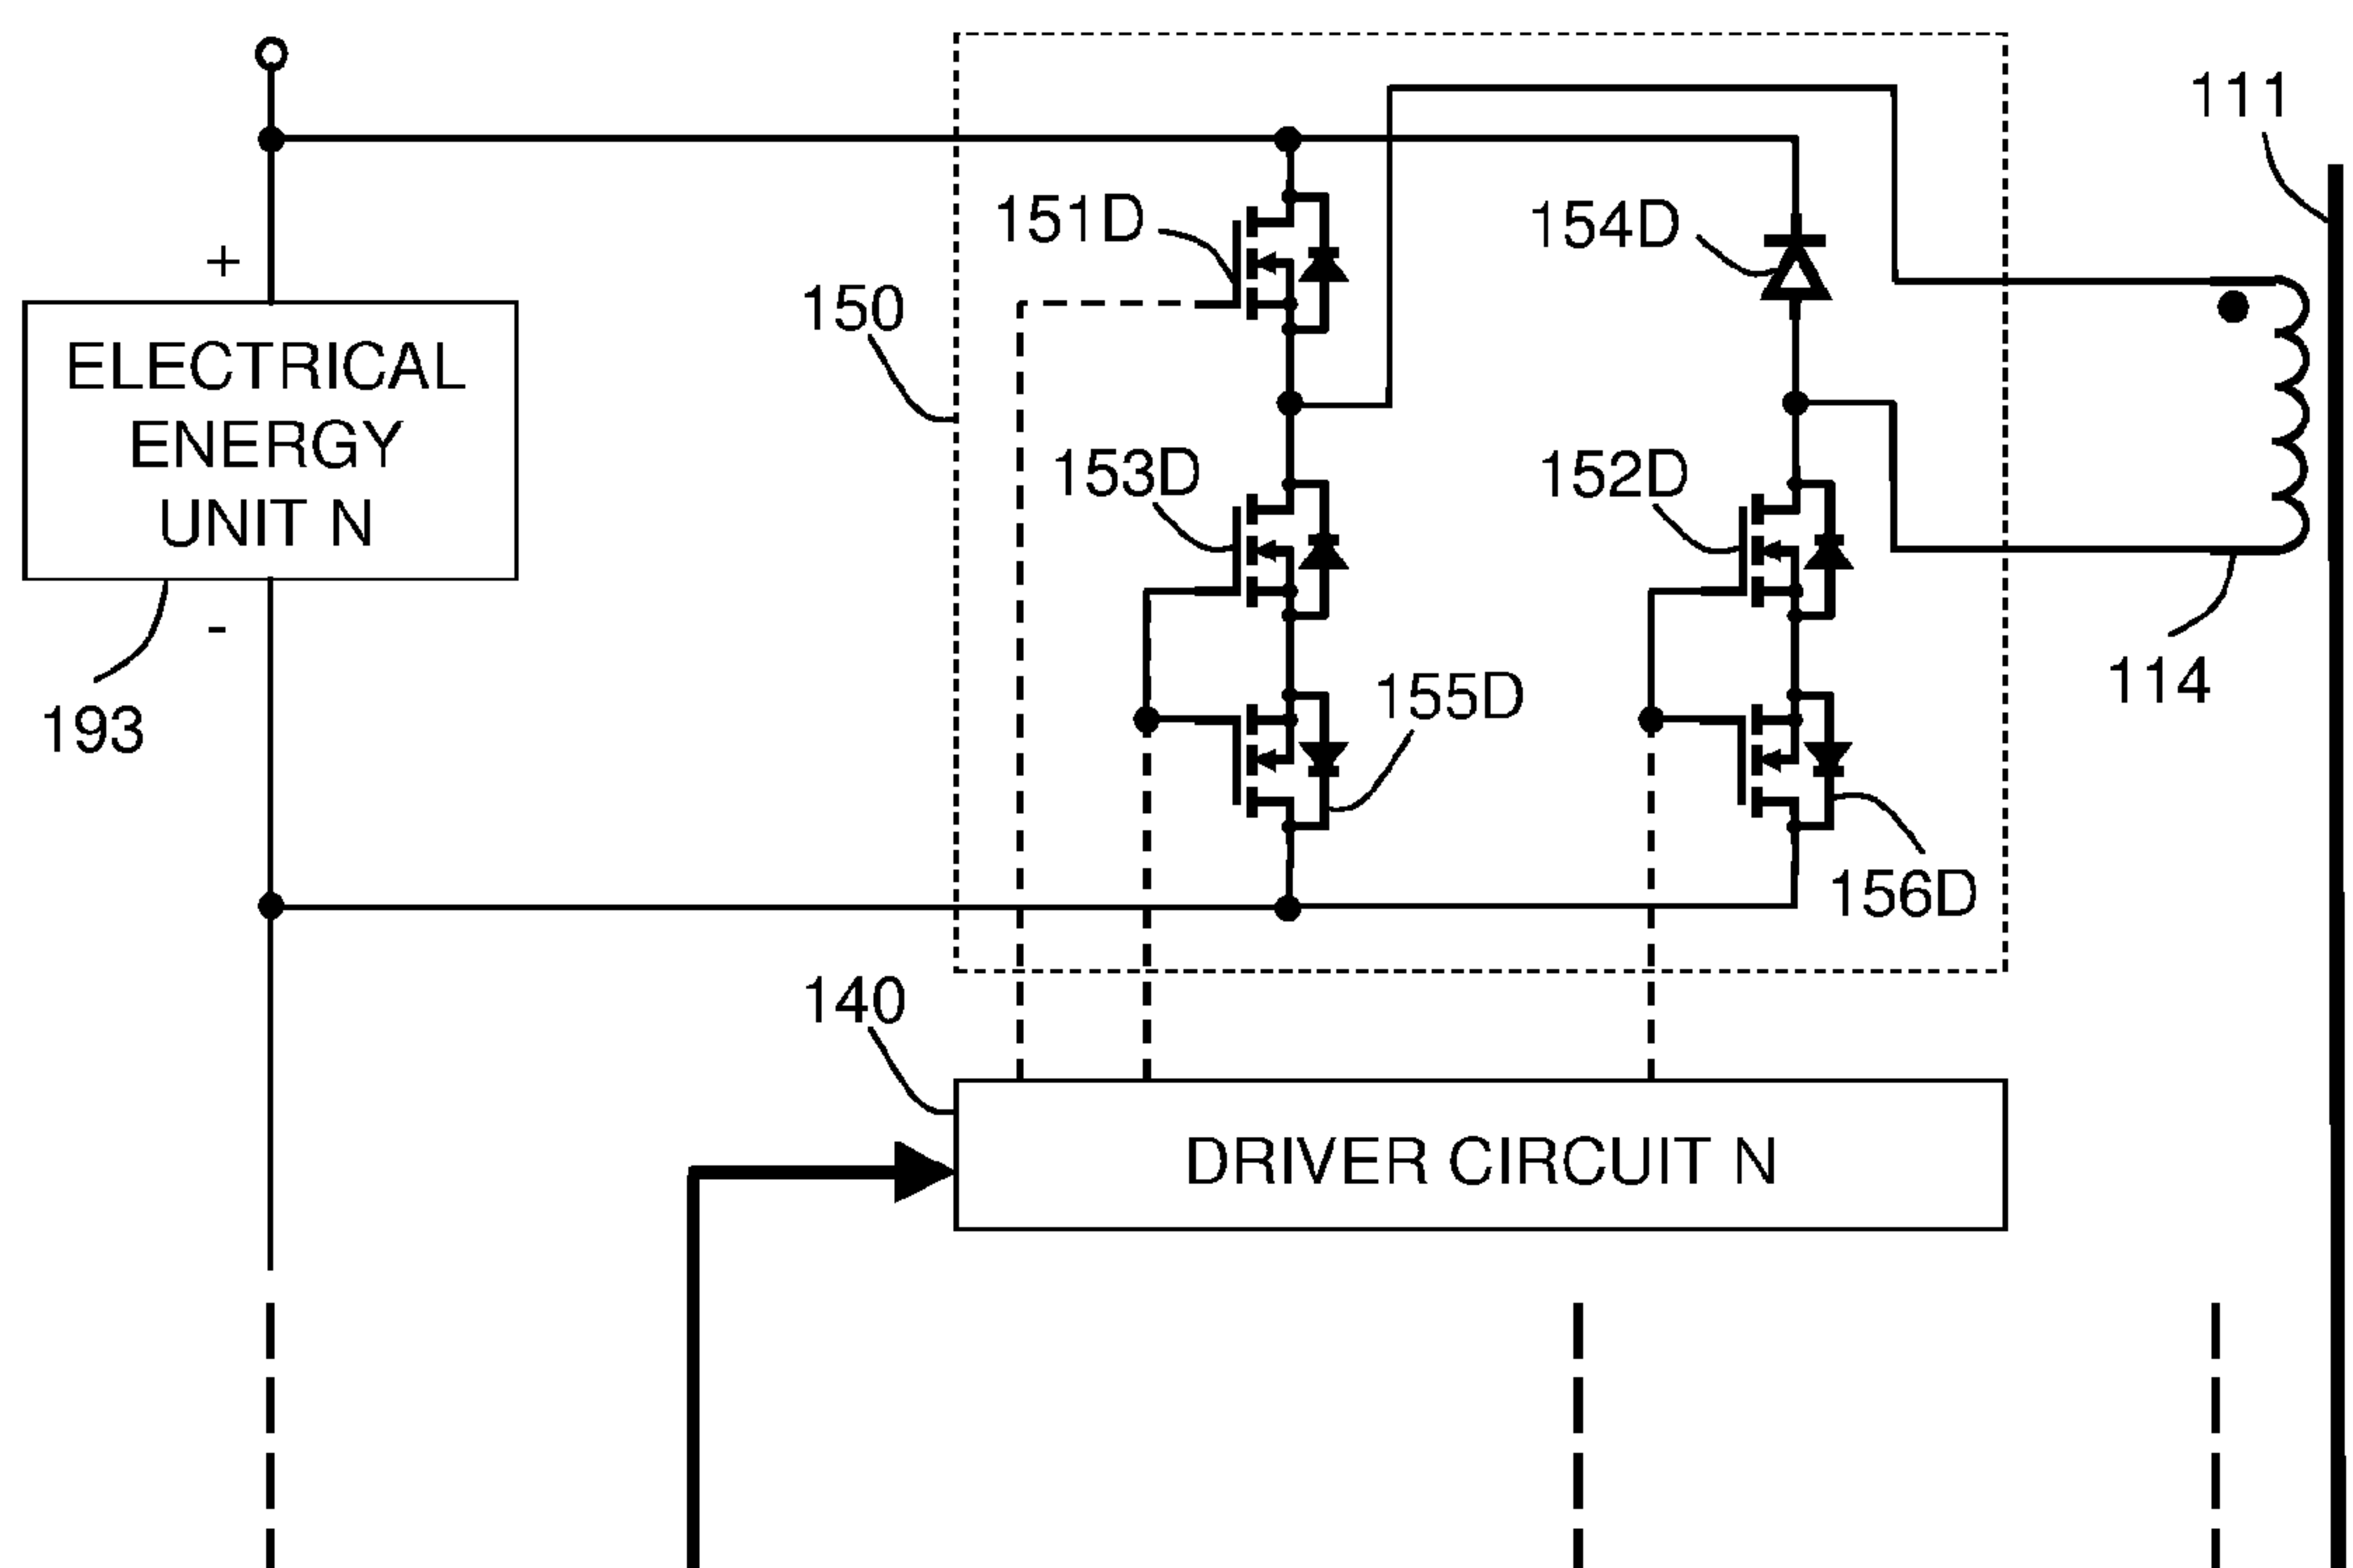 111
151D
154D
150
+
ELECTRICAL
ENERGY
UNIT N
153D
152D
-
114
193
155D
156D
140
DRIVER CIRCUIT N